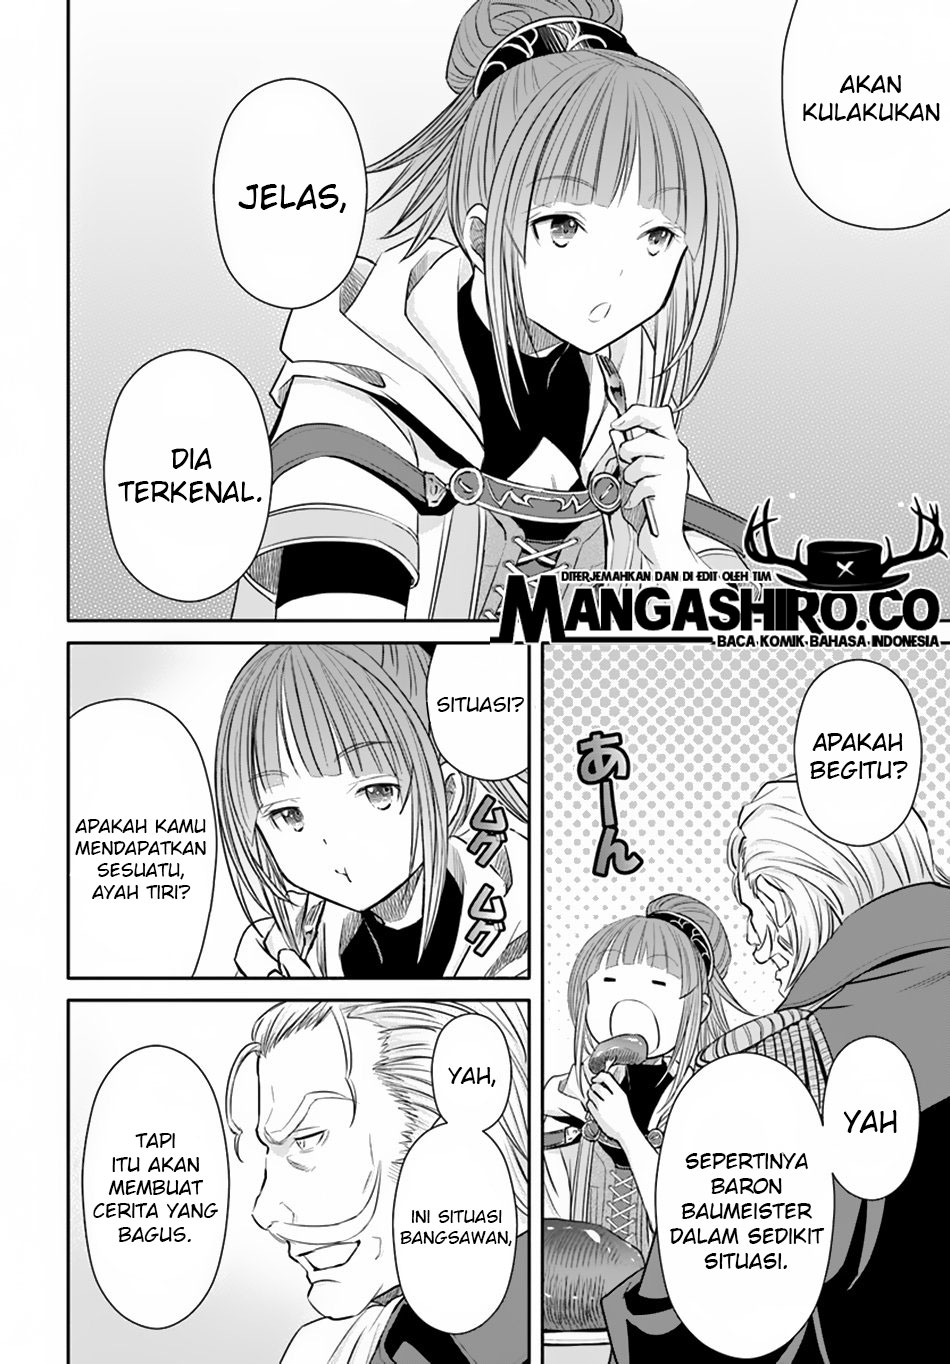 AKAN
KULAKUKAN
JELAS,
DIA
TERKENAL.
DITERJEMAHKAN DAN DI EDIT OLEH TIM
MANGASHIRO.CO
BACA KOMIK BAHASA INDONESIA
APAKAH
BEGITU?
あーん
YAH
SEPERTINYA
BARON
BAUMEISTER
DALAM SEDIKIT
SITUASI.
SITUASI?
APAKAH KAMU
MENDAPATKAN
SESUATU,
AYAH TIRI?
ムグ
ムグ
YAH,
INI SITUASI
BANGSAWAN,
TAPI
ITU AKAN
MEMBUAT
CERITA YANG
BAGUS.